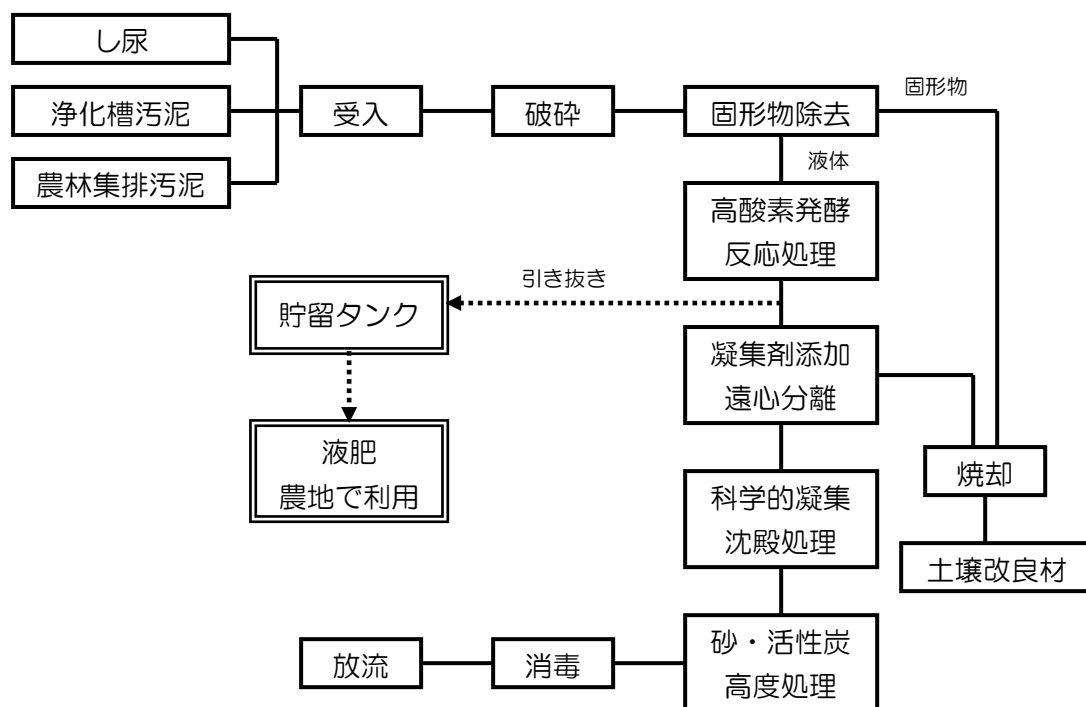 し尿
浄化槽汚泥
農林集排汚泥
受入
破砕
固形物除去
固形物
液体
高酸素発酵
反応処理
引き抜き
貯留タンク
液肥
農地で利用
凝集剤添加
遠心分離
焼却
土壌改良材
科学的凝集
沈殿処理
砂・活性炭
高度処理
消毒
放流